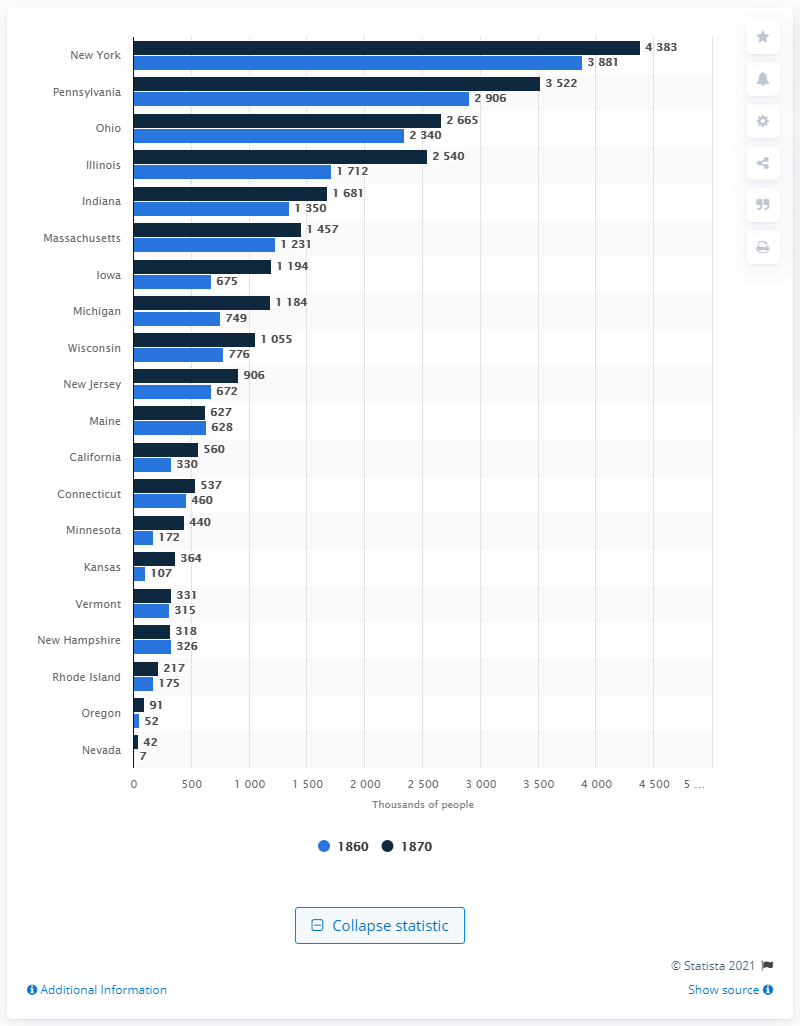 New York 4 383
3 881
Pennsylvania 3 522
2 906
Ohio 2 665
2 340
Illinois 2 540
1 712
Indiana 1 681
1 350
Massachusetts 1 457
1 231
Iowa 1 194
675
Michigan 1 184
749
Wisconsin 1 055
776
New Jersey 906
672
Maine 627
628
California 560
330
Connecticut 537
460
Minnesota 440
172
Kansas 364
107
Vermont 331
315
New Hampshire 318
326
Rhode Island 217
175
Oregon 91
52
Nevada 42
7
0 500 1 000 1 500 2 000 2 500 3 000 3 500 4 000 4 500 5 ...
Thousands of people
1860 1870
Collapse statistic
© Statista 2021
Additional Information Show source